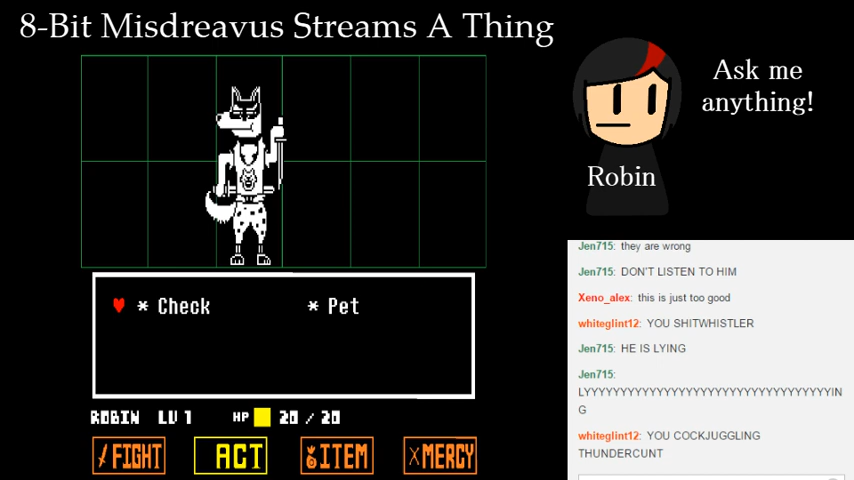 8-Bit Misdreavus Streams A Thing
Ask me
anything!
Robin
* Check * Pet
ROBIN LV 1 HP 20 / 20
FIGHT ACT ITEM MERCY
Jen715: they are wrong
Jen715: DON'T LISTEN TO HIM
Xeno_alex: this is just too good
whiteglint12: YOU SHITWHISTLER
Jen715: HE IS LYING
Jen715:
LYYYYYYYYYYYYYYYYYYYYYYYYYYYYYYYYYIN
G
whiteglint12: YOU COCKJUGGLING
THUNDERCUNT